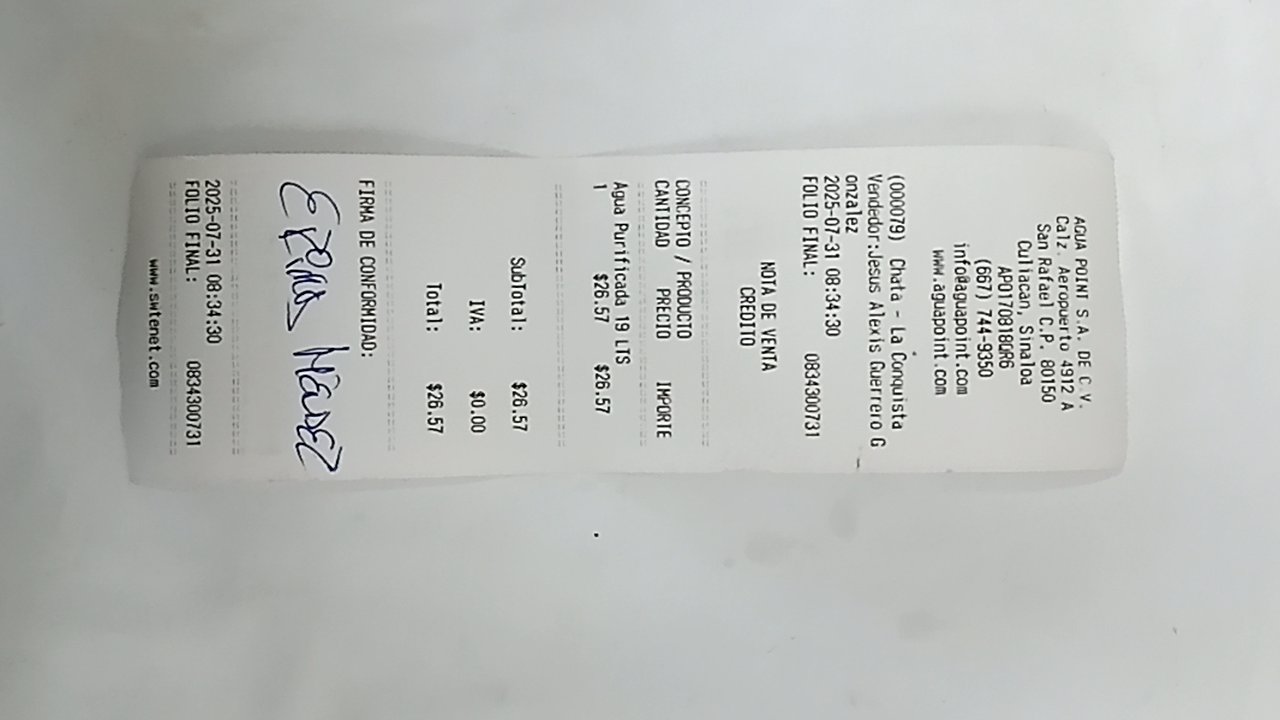 AGUA POINT S.A. DE C.V.
Calz. Aeropuerto 4912 A
San Rafael C.P. 80150
Culiacan, Sinaloa
APO170818QR6
(667) 744-9350
info@aguapoint.com
www.aguapoint.com
(000079) Chata - La Conquista
Vendedor:Jesus Alexis Guerrero G
onzalez
2025-07-31 08:34:30
FOLIO FINAL: 0834300731
NOTA DE VENTA
CREDITO
CONCEPTO / PRODUCTO
CANTIDAD PRECIO IMPORTE
Agua Purificada 19 LTS
1 $26.57 $26.57
SubTotal: $26.57
IVA: $0.00
Total: $26.57
FIRMA DE CONFORMIDAD:
MENDEZ
2025-07-31 08:34:30
FOLIO FINAL: 0834300731
www.swtenet.com